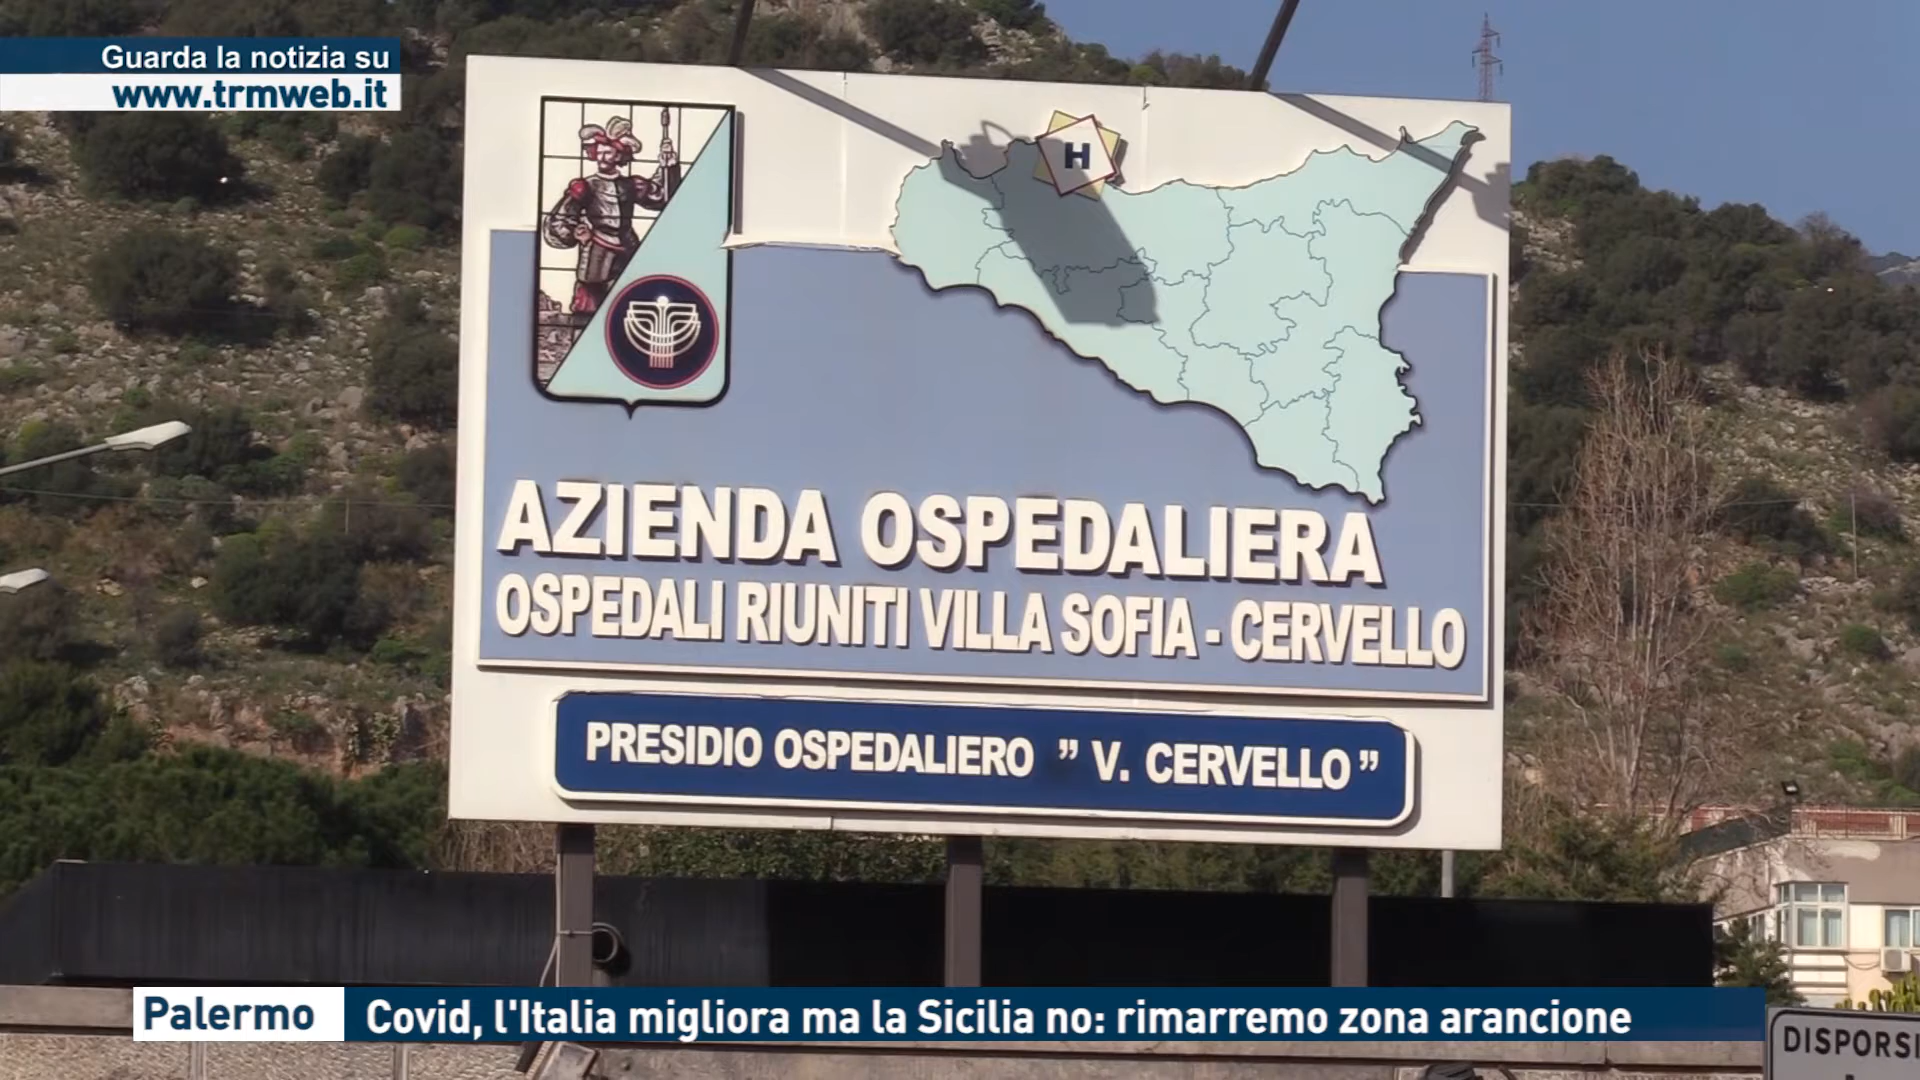 Guarda la notizia su
www.trmweb.it
H
AZIENDA OSPEDALIERA
OSPEDALI RIUNITI VILLA SOFIA - CERVELLO
PRESIDIO OSPEDALIERO " V. CERVELLO "
Palermo
Covid, l'Italia migliora ma la Sicilia no: rimarremo zona arancione
DISPORSI